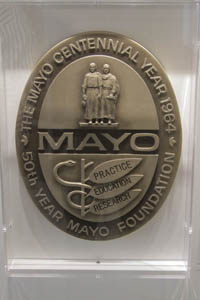 THE MAYO CENTENNIAL YEAR 1964
MAYO
PRACTICE
EDUCATION
RESEARCH
50th YEAR MAYO FOUNDATION